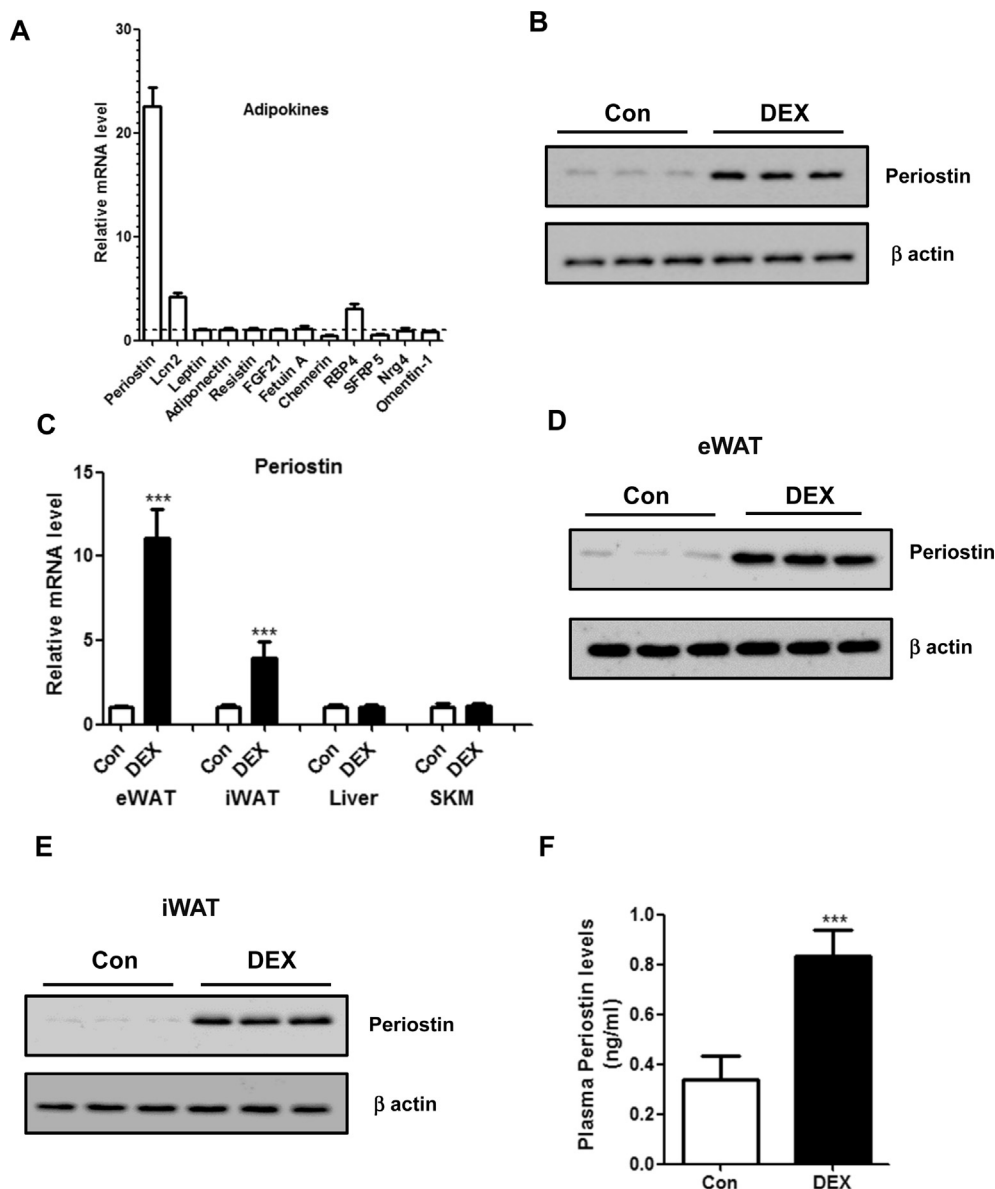 A
Relative mRNA level
30
20
10
0
Adipokines
Periostin
Lcn2
Leptin
Adiponectin
Resistin
FGF21
Fetuin A
Chemerin
RBP4
SFRP5
Nrg4
Omentin-1
B
Con DEX
Periostin
β actin
C
Periostin
Relative mRNA level
15
10
5
0
***
***
Con DEX Con DEX Con DEX Con DEX
eWAT iWAT Liver SKM
D
eWAT
Con DEX
Periostin
β actin
E
iWAT
Con DEX
Periostin
β actin
F
Plasma Periostin levels
(ng/ml)
1.0
0.8
0.6
0.4
0.2
0.0
***
Con DEX